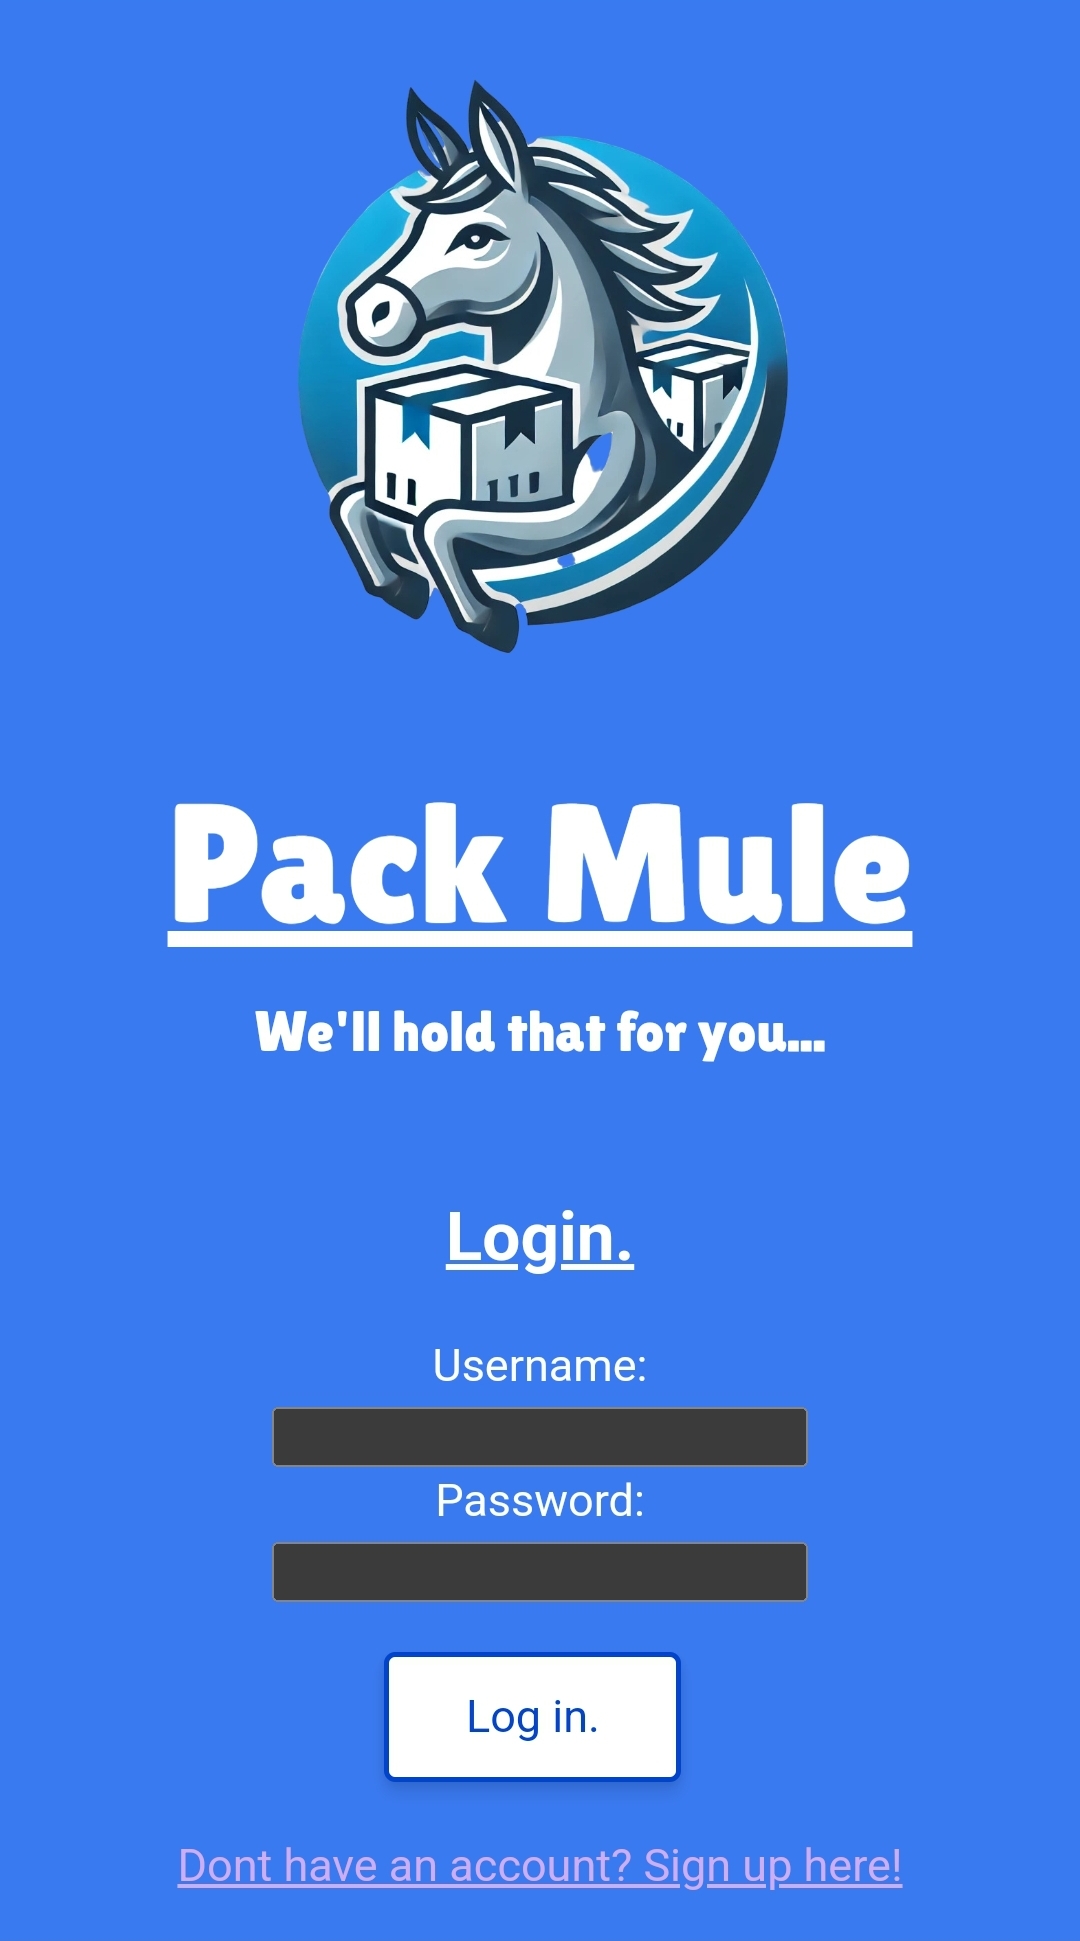 Pack Mule
We'll hold that for you...
Login.
Username:
Password:
Log in.
Dont have an account? Sign up here!